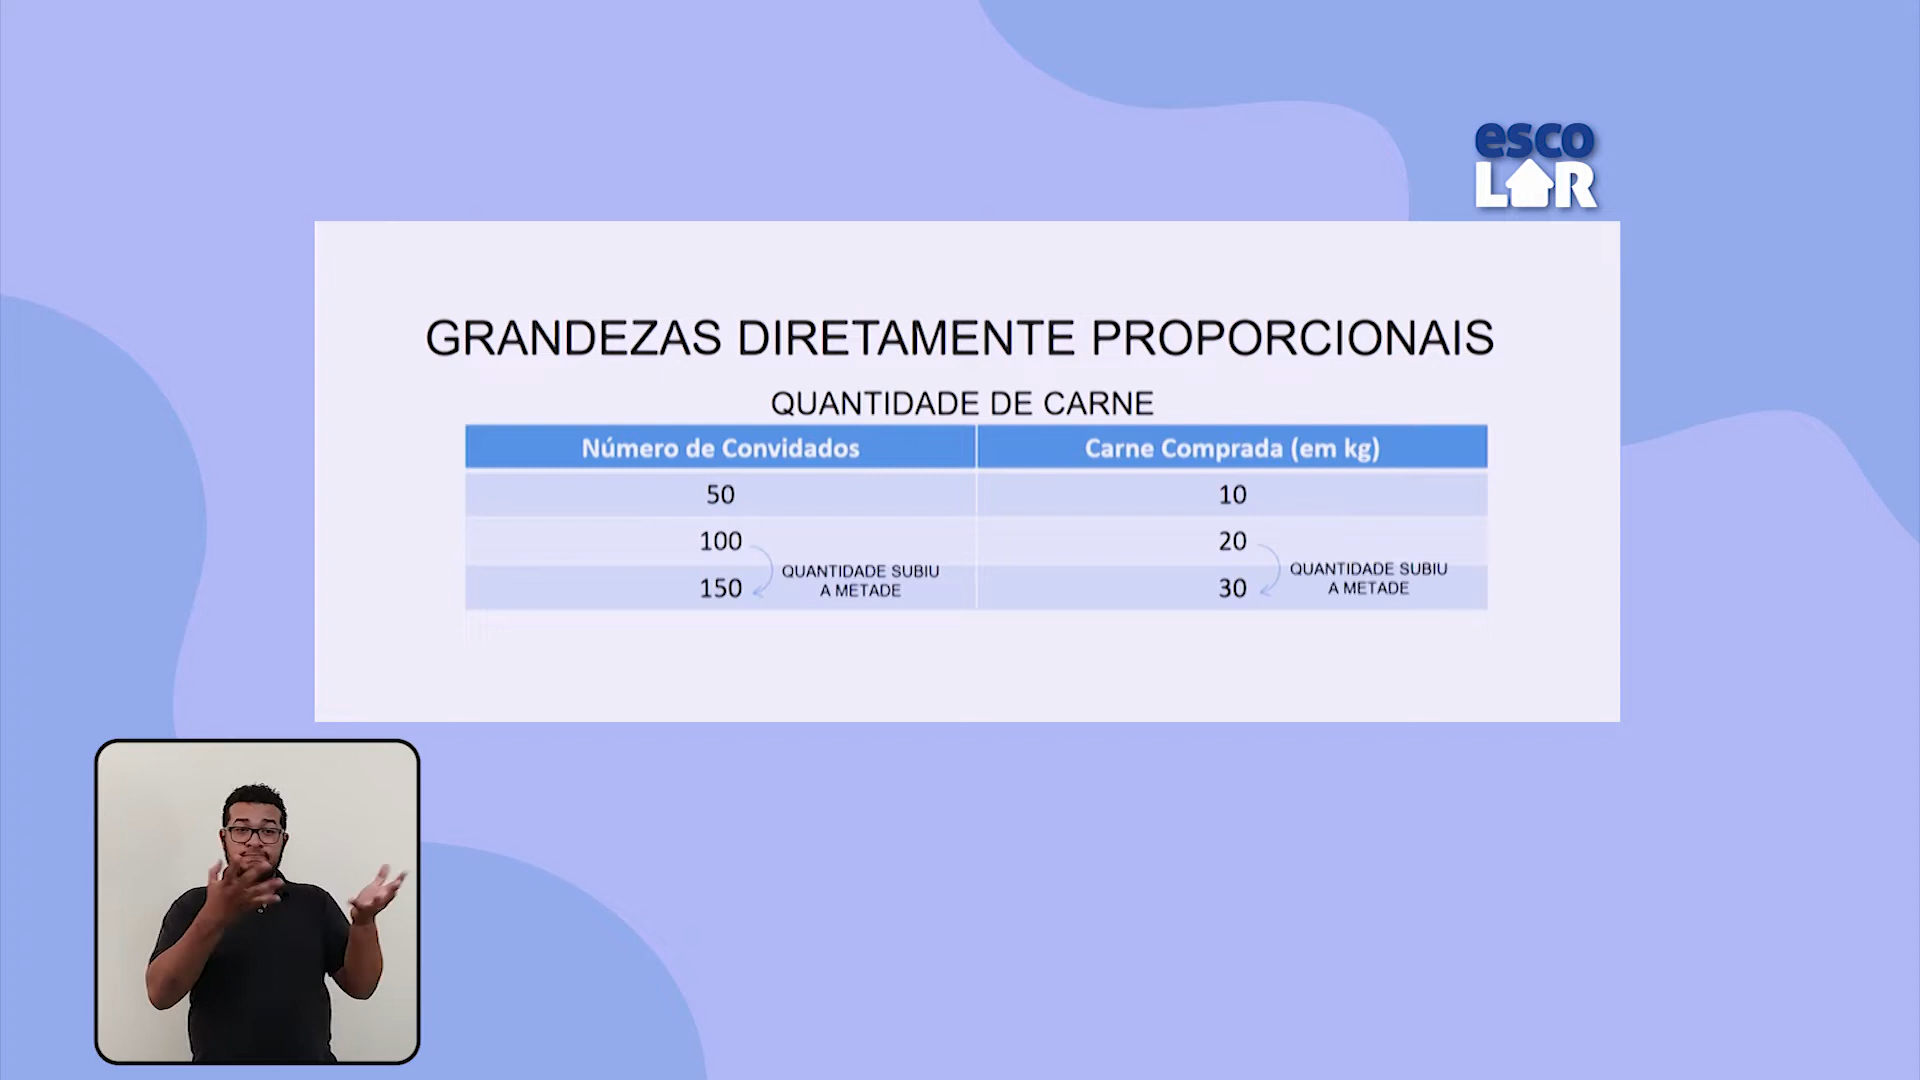 esco
LAR
GRANDEZAS DIRETAMENTE PROPORCIONAIS
QUANTIDADE DE CARNE
Número de Convidados Carne Comprada (em kg)
50 10
100 20
QUANTIDADE SUBIU QUANTIDADE SUBIU
150 A METADE 30 A METADE